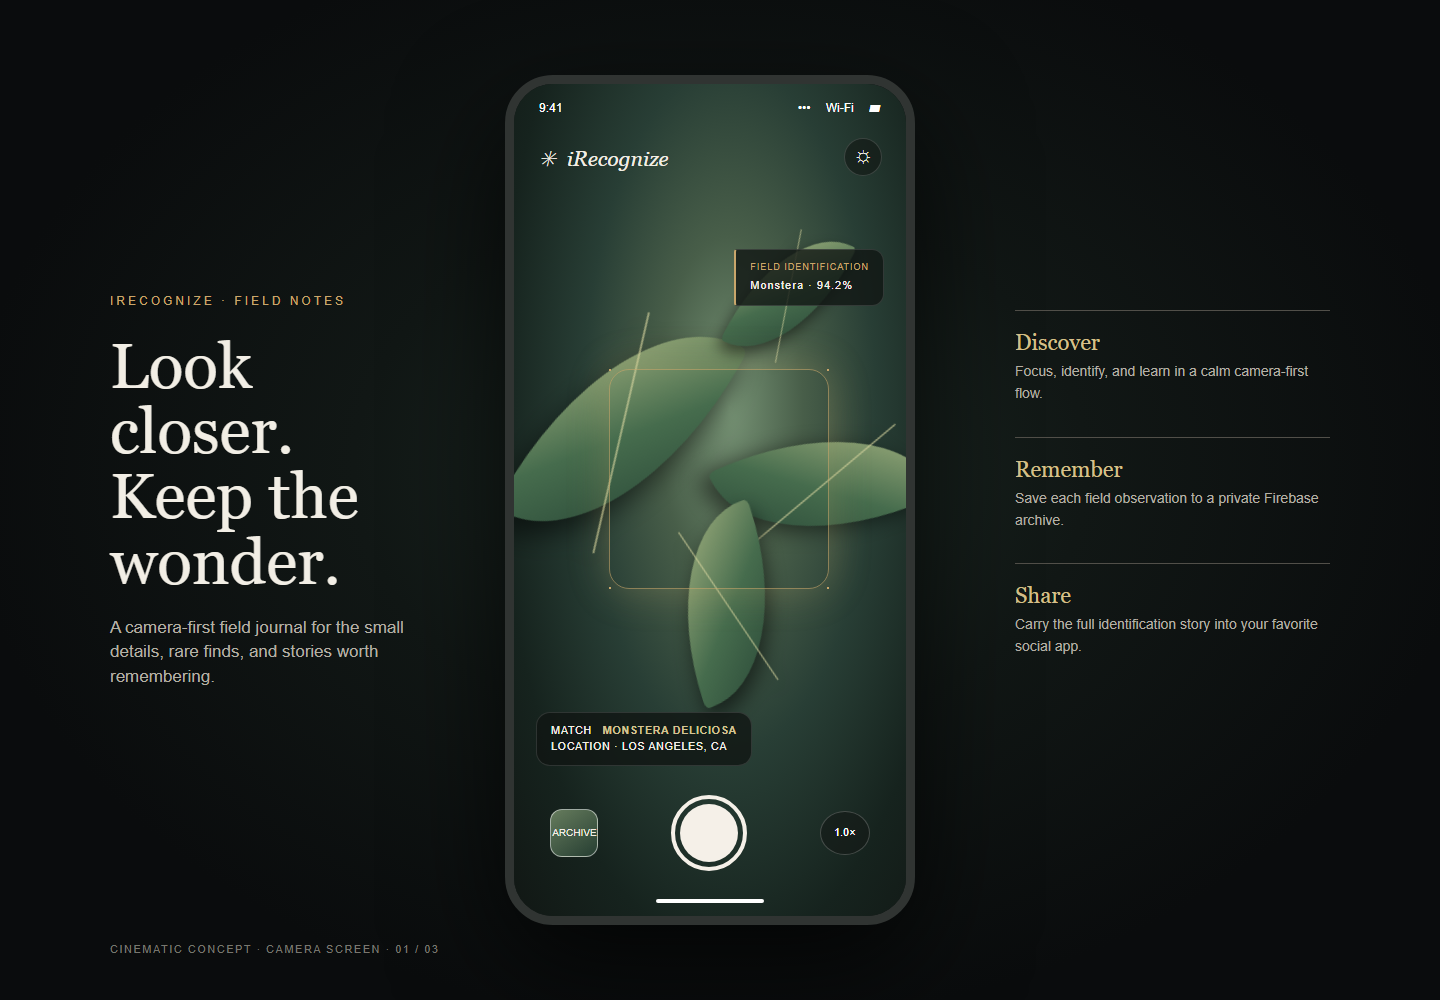 IRECOGNIZE · FIELD NOTES
Look
closer.
Keep the
wonder.
A camera-first field journal for the small
details, rare finds, and stories worth
remembering.
CINEMATIC CONCEPT · CAMERA SCREEN · 01 / 03
9:41
Wi-Fi
iRecognize
FIELD IDENTIFICATION
Monstera · 94.2%
MATCH MONSTERA DELICIOSA
LOCATION · LOS ANGELES, CA
ARCHIVE
1.0×
Discover
Focus, identify, and learn in a calm camera-first
flow.
Remember
Save each field observation to a private Firebase
archive.
Share
Carry the full identification story into your favorite
social app.